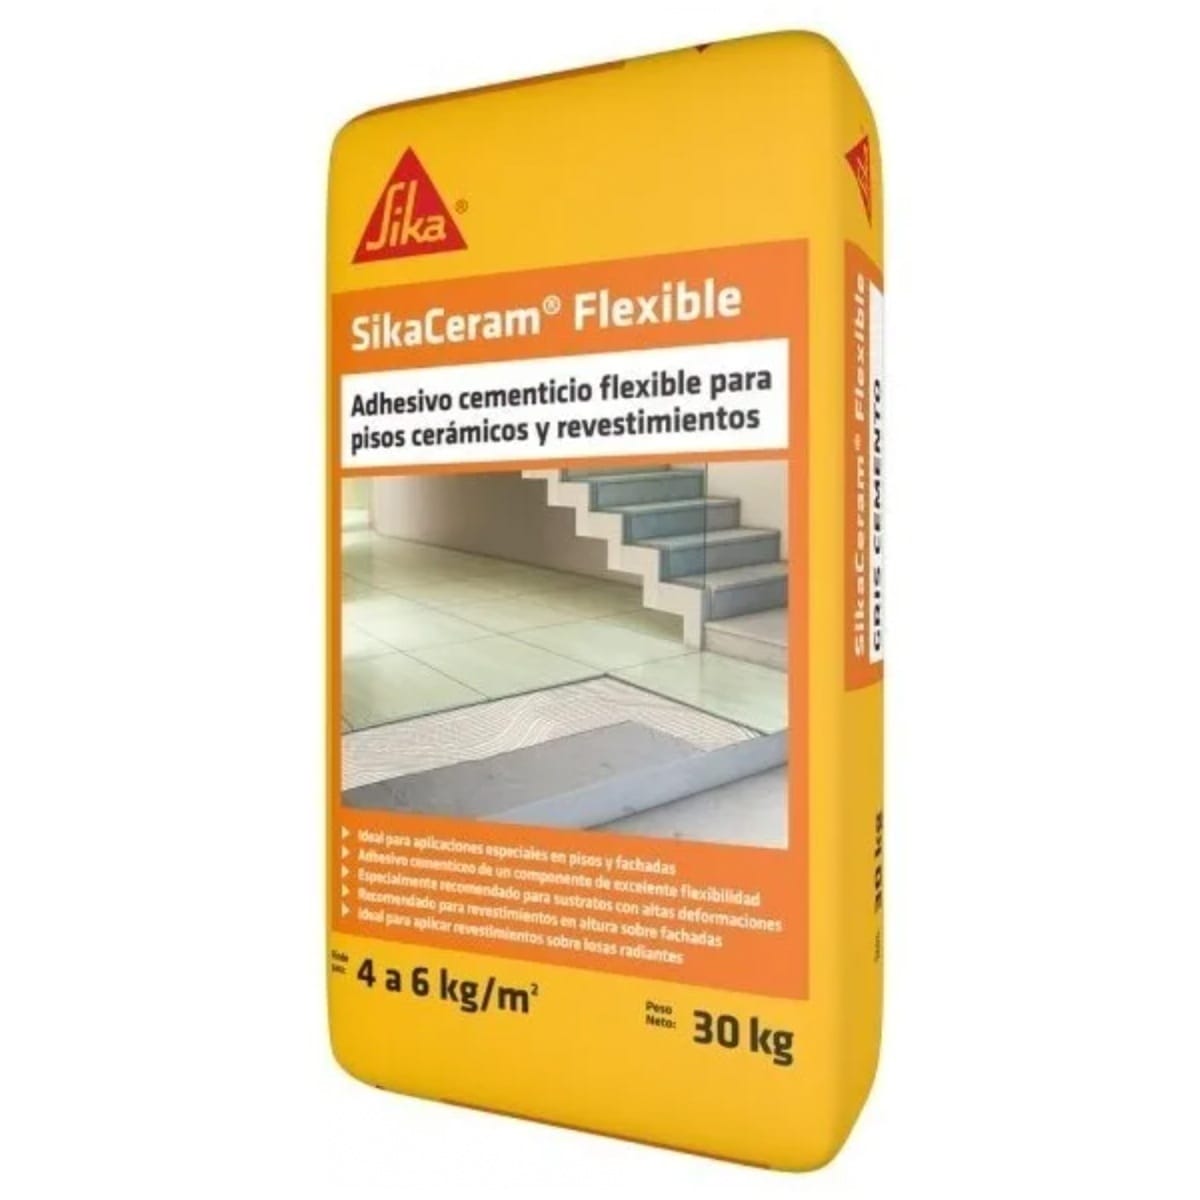 Sika®
SikaCeram® Flexible
Adhesivo cementicio flexible para
pisos cerámicos y revestimientos
Ideal para aplicaciones especiales en pisos y fachadas
Adhesivo cementiceo de un componente de excelente flexibilidad
Especialmente recomendado para sustratos con altas deformaciones
Recomendado para revestimientos en altura sobre fachadas
Ideal para aplicar revestimientos sobre losas radiantes
4 a 6 kg/m²
Peso
Neto: 30 kg
Sika
SikaCeram® Flexible
GRIS CEMENTO
30 kg